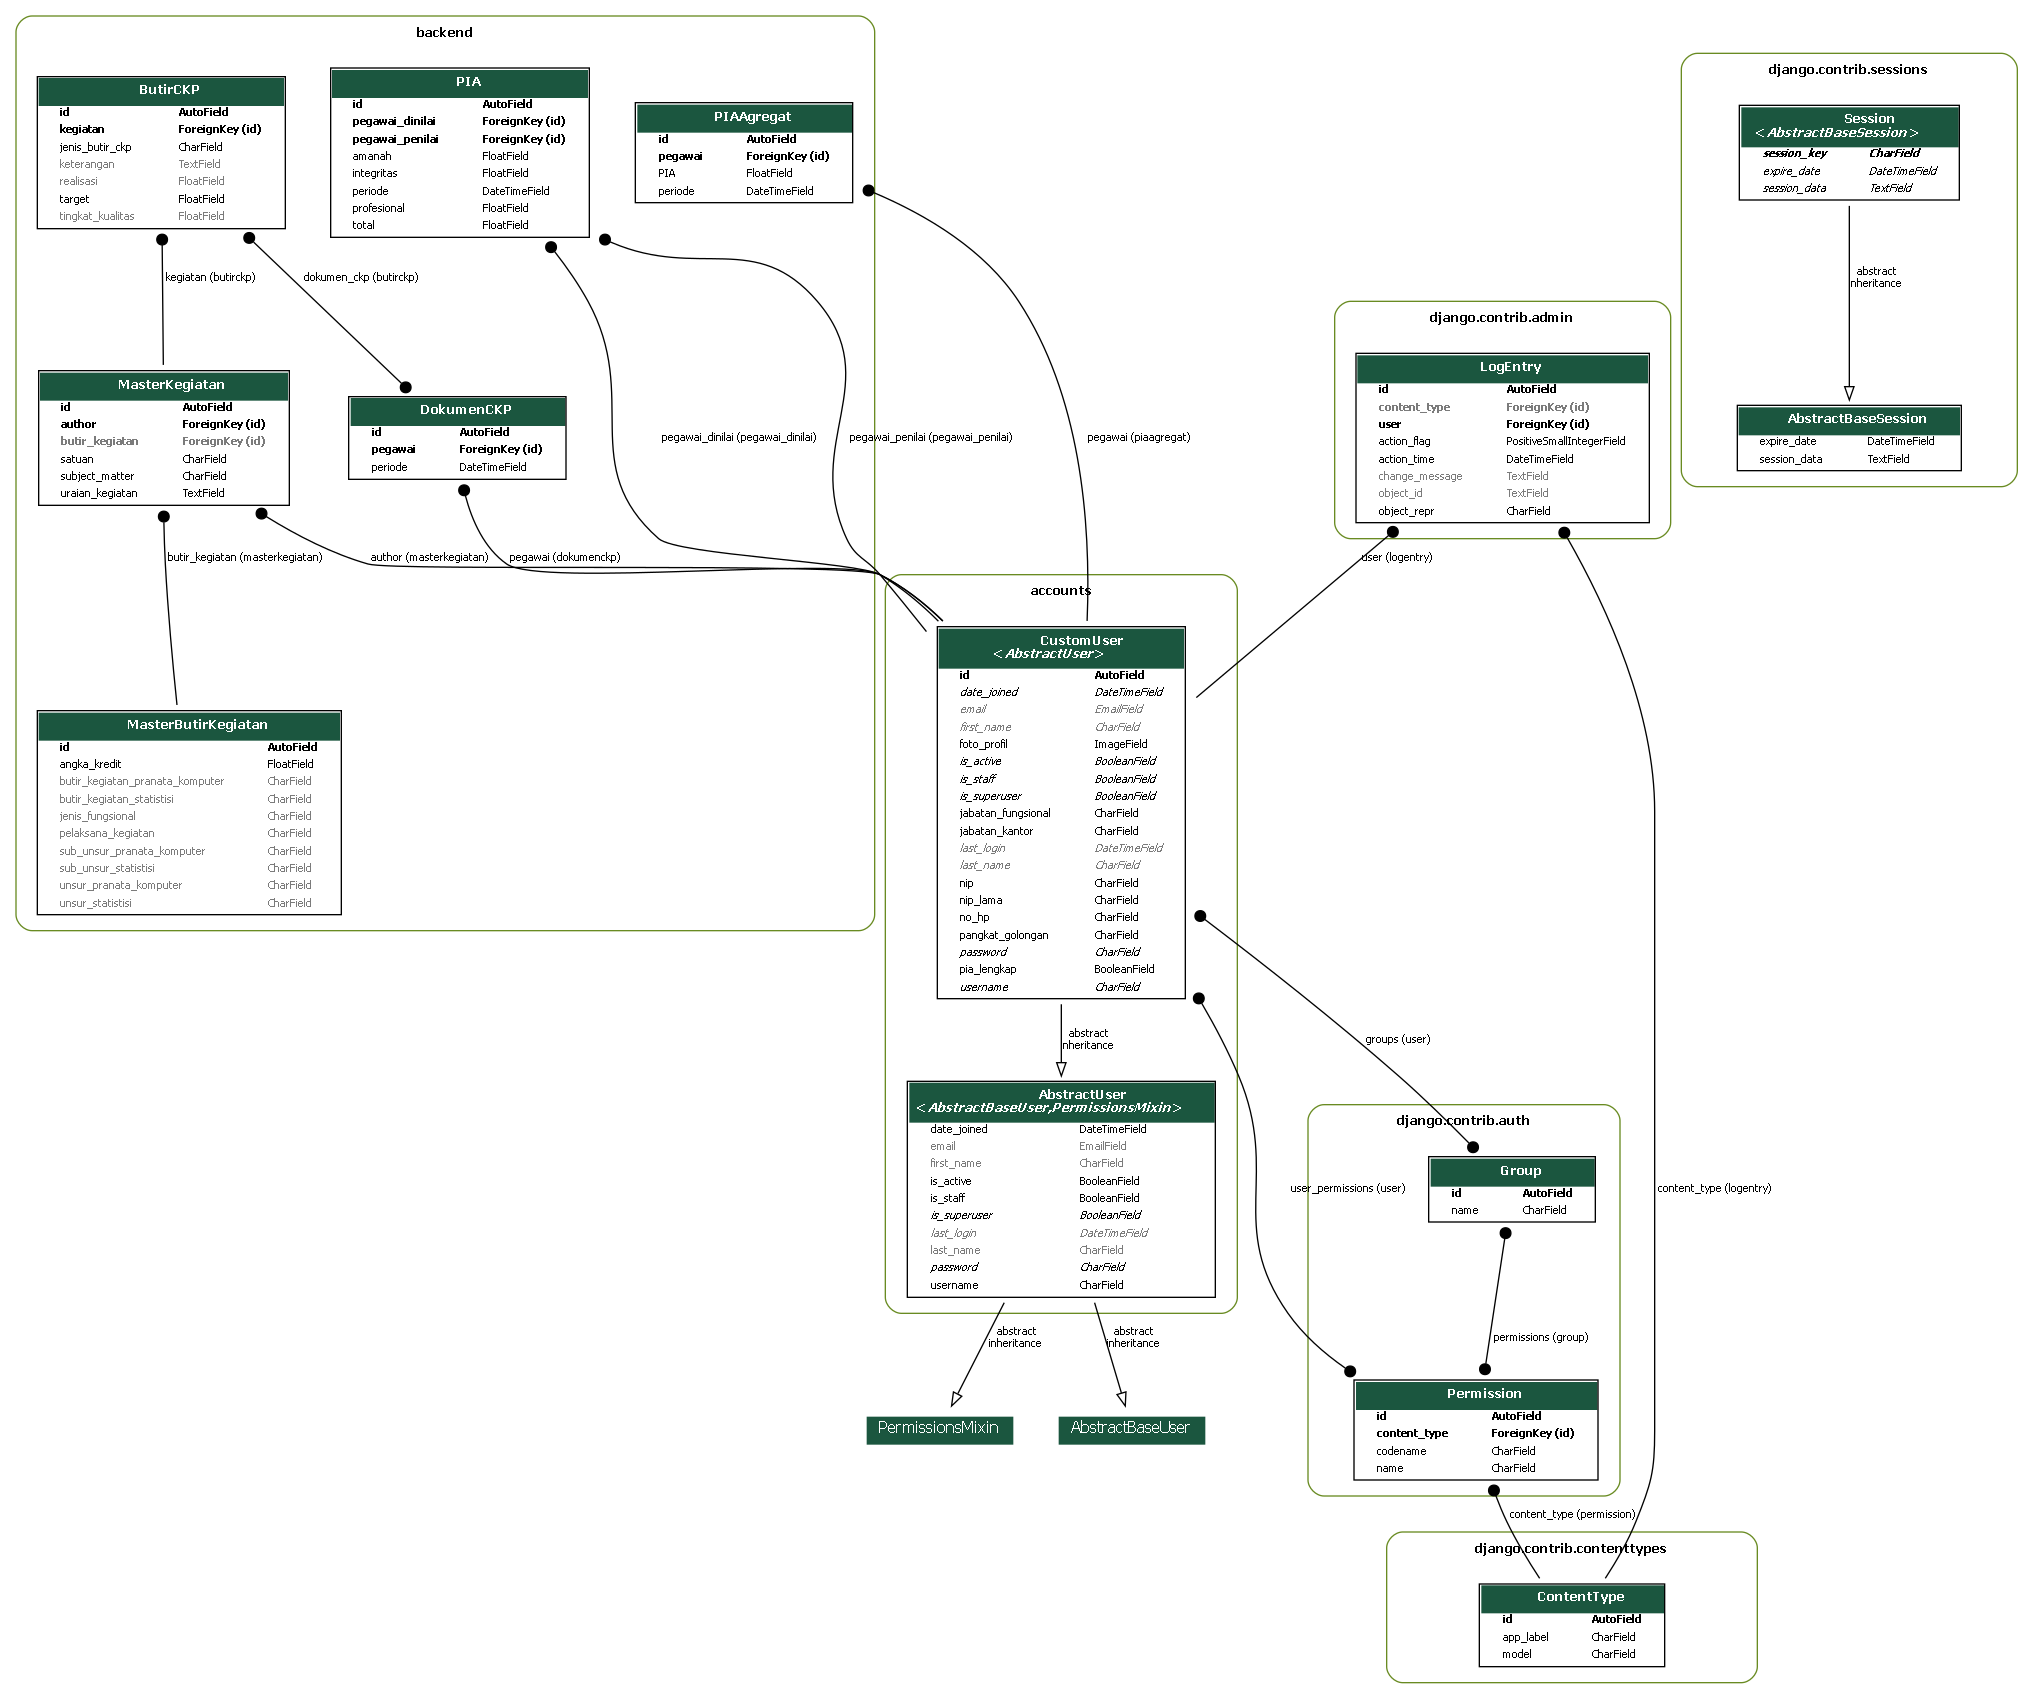 backend
ButirCKP
id AutoField
kegiatan ForeignKey (id)
jenis_butir_ckp CharField
keterangan TextField
realisasi FloatField
target FloatField
tingkat_kualitas FloatField
PIA
id AutoField
pegawai_dinilai ForeignKey (id)
pegawai_penilai ForeignKey (id)
amanah FloatField
integritas FloatField
periode DateTimeField
profesional FloatField
total FloatField
PIAAgregat
id AutoField
pegawai ForeignKey (id)
PIA FloatField
periode DateTimeField
kegiatan (butirckp)
dokumen_ckp (butirckp)
MasterKegiatan
id AutoField
author ForeignKey (id)
butir_kegiatan ForeignKey (id)
satuan CharField
subject_matter CharField
uraian_kegiatan TextField
DokumenCKP
id AutoField
pegawai ForeignKey (id)
periode DateTimeField
pegawai_dinilai (pegawai_dinilai)
pegawai_penilai (pegawai_penilai)
pegawai (piaagregat)
butir_kegiatan (masterkegiatan)
author (masterkegiatan)
pegawai (dokumenckp)
MasterButirKegiatan
id AutoField
angka_kredit FloatField
butir_kegiatan_pranata_komputer CharField
butir_kegiatan_statistisi CharField
jenis_fungsional CharField
pelaksana_kegiatan CharField
sub_unsur_pranata_komputer CharField
sub_unsur_statistisi CharField
unsur_pranata_komputer CharField
unsur_statistisi CharField
django.contrib.sessions
Session
<AbstractBaseSession>
session_key CharField
expire_date DateTimeField
session_data TextField
abstract
inheritance
AbstractBaseSession
expire_date DateTimeField
session_data TextField
django.contrib.admin
LogEntry
id AutoField
content_type ForeignKey (id)
user ForeignKey (id)
action_flag PositiveSmallIntegerField
action_time DateTimeField
change_message TextField
object_id TextField
object_repr CharField
user (logentry)
accounts
CustomUser
<AbstractUser>
id AutoField
date_joined DateTimeField
email EmailField
first_name CharField
foto_profil ImageField
is_active BooleanField
is_staff BooleanField
is_superuser BooleanField
jabatan_fungsional CharField
jabatan_kantor CharField
last_login DateTimeField
last_name CharField
nip CharField
nip_lama CharField
no_hp CharField
pangkat_golongan CharField
password CharField
pia_lengkap BooleanField
username CharField
abstract
inheritance
AbstractUser
<AbstractBaseUser,PermissionsMixin>
date_joined DateTimeField
email EmailField
first_name CharField
is_active BooleanField
is_staff BooleanField
is_superuser BooleanField
last_login DateTimeField
last_name CharField
password CharField
username CharField
abstract
inheritance
abstract
inheritance
PermissionsMixin
AbstractBaseUser
groups (user)
user_permissions (user)
content_type (logentry)
django.contrib.auth
Group
id AutoField
name CharField
permissions (group)
Permission
id AutoField
content_type ForeignKey (id)
codename CharField
name CharField
content_type (permission)
django.contrib.contenttypes
ContentType
id AutoField
app_label CharField
model CharField